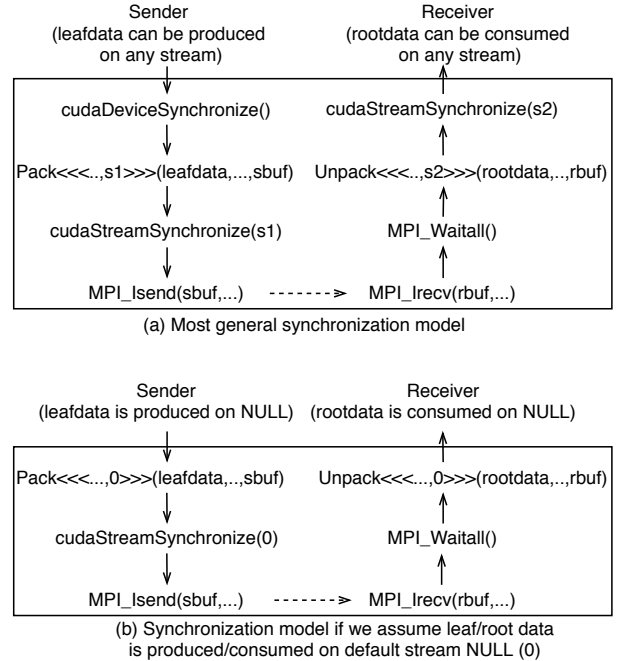 Sender
(leafdata can be produced
on any stream)
Receiver
(rootdata can be consumed
on any stream)
cudaDeviceSynchronize()
cudaStreamSynchronize(s2)
Pack<<<..,s1>>>(leafdata,...,sbuf)
Unpack<<<..,s2>>>(rootdata,..,rbuf)
cudaStreamSynchronize(s1)
MPI_Waitall()
MPI_Isend(sbuf,...)
MPI_Irecv(rbuf,...)
(a) Most general synchronization model
Sender
(leafdata is produced on NULL)
Receiver
(rootdata is consumed on NULL)
Pack<<<...,0>>>(leafdata,..,sbuf)
Unpack<<<...,0>>>(rootdata,..,rbuf)
cudaStreamSynchronize(0)
MPI_Waitall()
MPI_Isend(sbuf,...)
MPI_Irecv(rbuf,...)
(b) Synchronization model if we assume leaf/root data
is produced/consumed on default stream NULL (0)